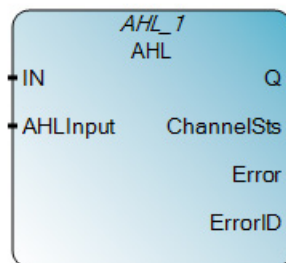 AHL_1
AHL
IN Q
AHLInput ChannelSts
Error
ErrorID